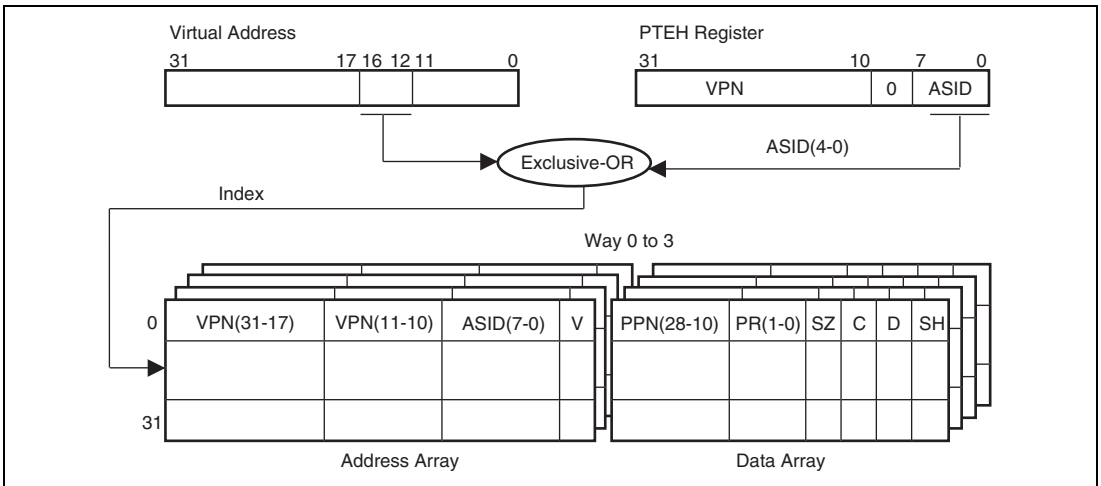 Virtual Address
31 17 16 12 11 0
PTEH Register
31 10 7 0
VPN 0 ASID
ASID(4-0)
Exclusive-OR
Index
Way 0 to 3
0 VPN(31-17) VPN(11-10) ASID(7-0) V PPN(28-10) PR(1-0) SZ C D SH
31
Address Array
Data Array